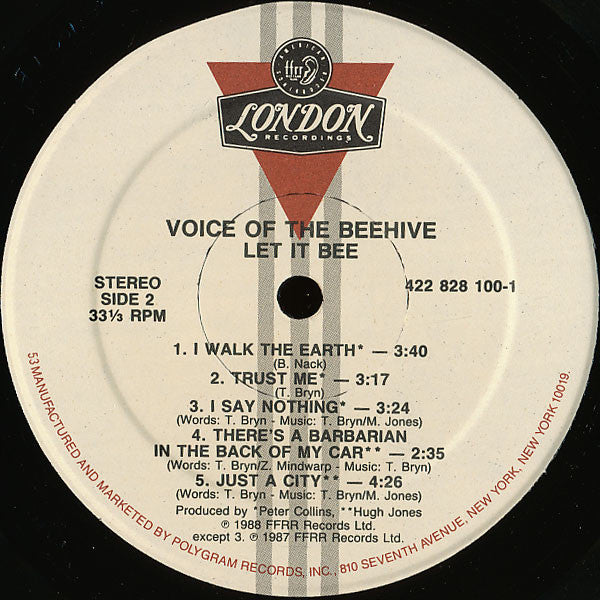 AMERICAN
ffrr
RECORDINGS
LONDON
RECORDINGS
VOICE OF THE BEEHIVE
LET IT BEE
STEREO
SIDE 2
33⅓ RPM
422 828 100-1
1. I WALK THE EARTH* — 3:40
(B. Nack)
2. TRUST ME* — 3:17
(T. Bryn)
3. I SAY NOTHING* — 3:24
(Words: T. Bryn - Music: T. Bryn/M. Jones)
4. THERE'S A BARBARIAN
IN THE BACK OF MY CAR** — 2:35
(Words: T. Bryn/Z. Mindwarp - Music: T. Bryn)
5. JUST A CITY** — 4:26
(Words: T. Bryn - Music: T. Bryn/M. Jones)
Produced by *Peter Collins, **Hugh Jones
℗ 1988 FFRR Records Ltd.
except 3. ℗ 1987 FFRR Records Ltd.
53 MANUFACTURED AND MARKETED BY POLYGRAM RECORDS, INC., 810 SEVENTH AVENUE, NEW YORK, NEW YORK 10019.